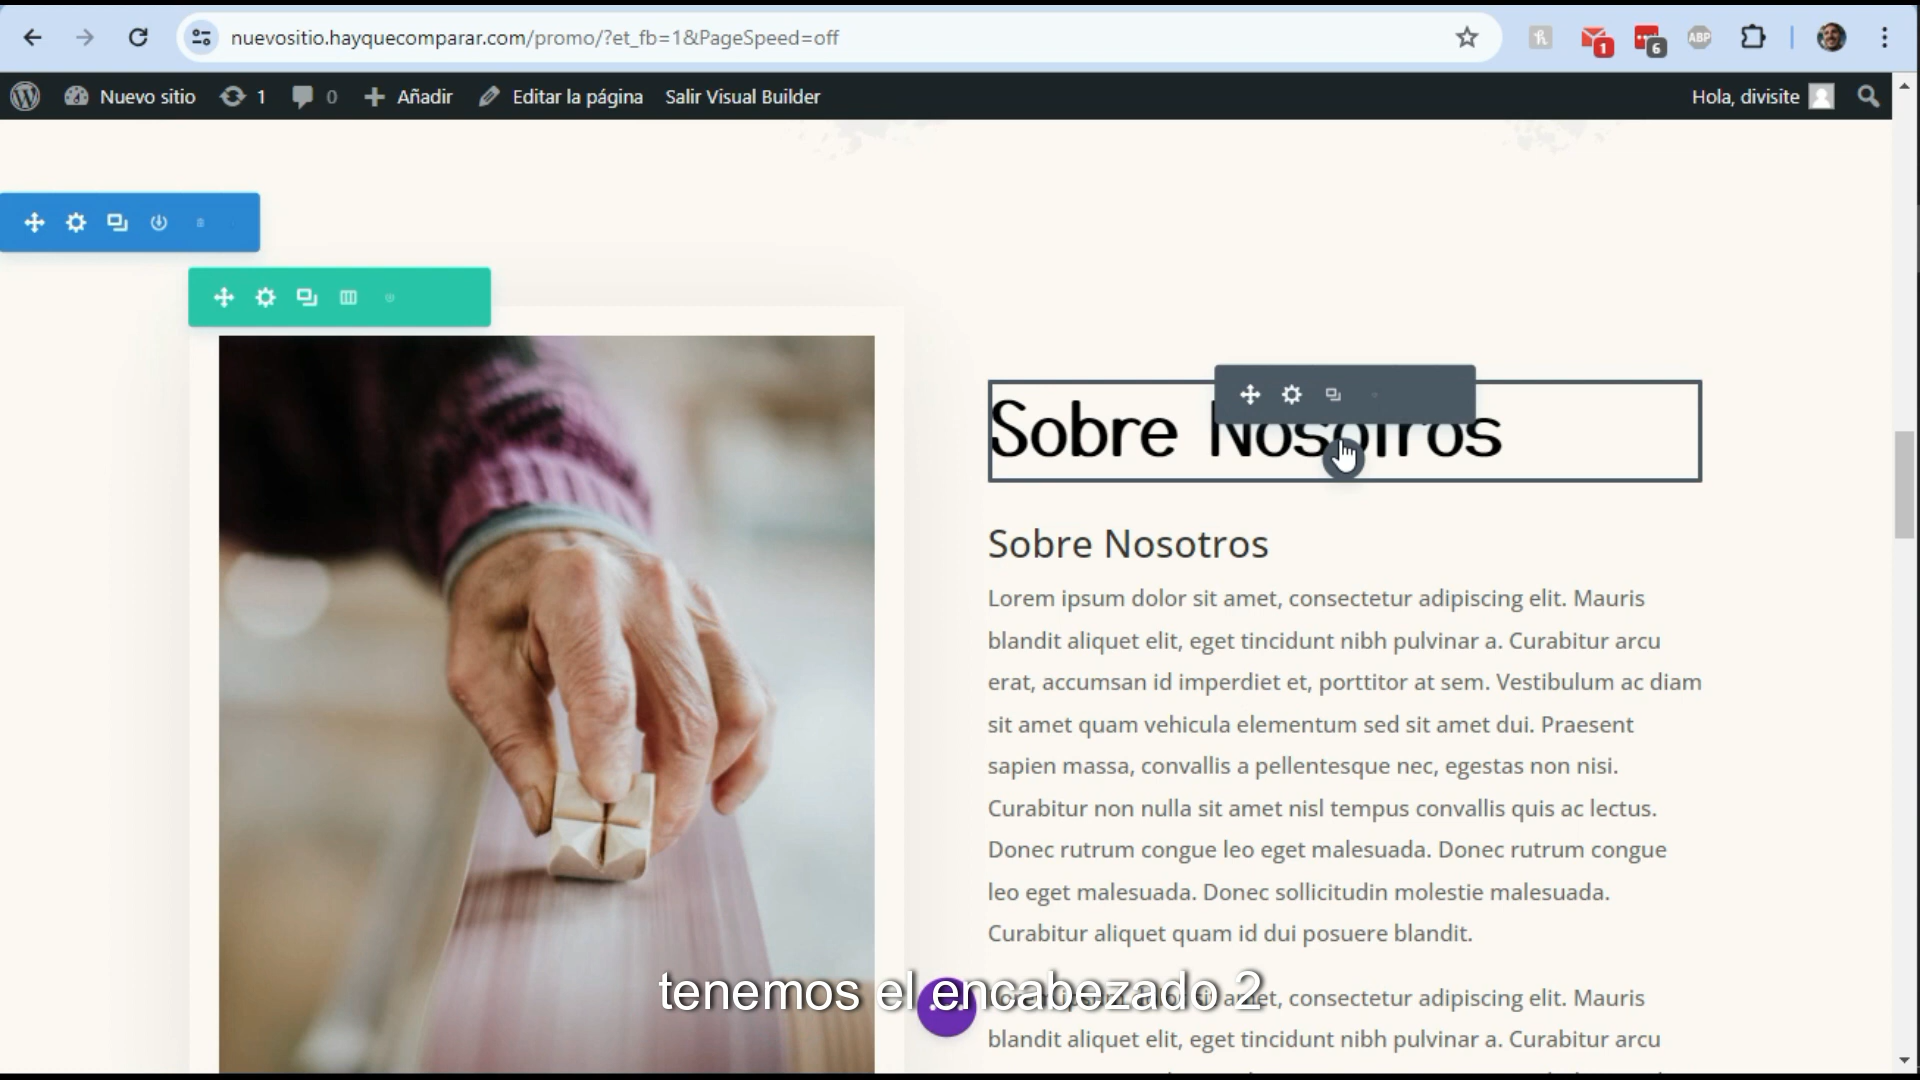 nuevositio.hayquecomparar.com/promo/?et_fb=1&PageSpeed=off
1
6
ABP
Nuevo sitio
1
0
Añadir
Editar la página
Salir Visual Builder
Hola, divisite
Sobre Nosotros
Sobre Nosotros
Lorem ipsum dolor sit amet, consectetur adipiscing elit. Mauris
blandit aliquet elit, eget tincidunt nibh pulvinar a. Curabitur arcu
erat, accumsan id imperdiet et, porttitor at sem. Vestibulum ac diam
sit amet quam vehicula elementum sed sit amet dui. Praesent
sapien massa, convallis a pellentesque nec, egestas non nisi.
Curabitur non nulla sit amet nisl tempus convallis quis ac lectus.
Donec rutrum congue leo eget malesuada. Donec rutrum congue
leo eget malesuada. Donec sollicitudin molestie malesuada.
Curabitur aliquet quam id dui posuere blandit.
tenemos el encabezado 2
consectetur adipiscing elit. Mauris
blandit aliquet elit, eget tincidunt nibh pulvinar a. Curabitur arcu